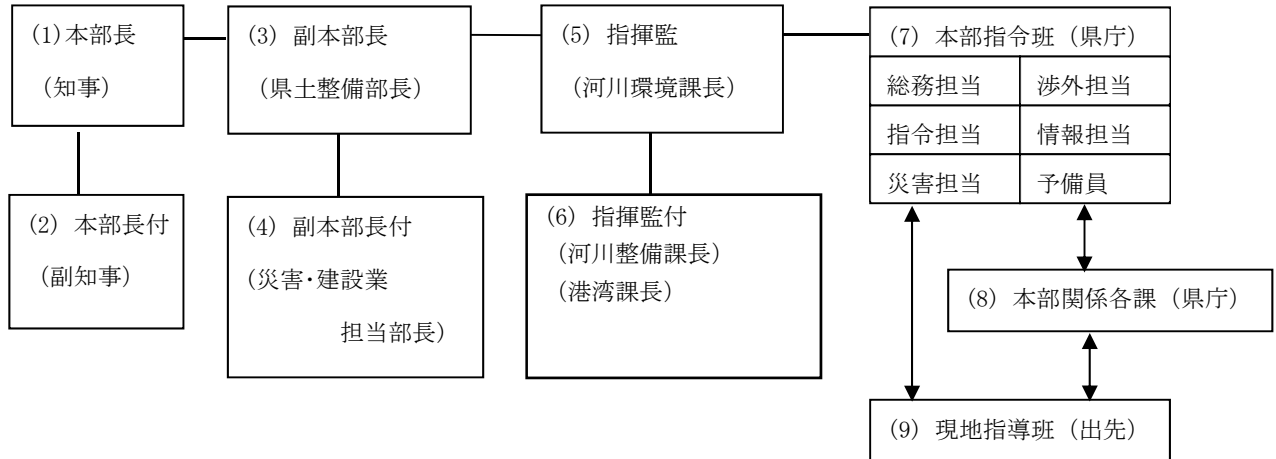 (1)本部長
(知事)
(2) 本部長付
(副知事)
(3) 副本部長
(県土整備部長)
(4) 副本部長付
(災害・建設業
担当部長)
(5) 指揮監
(河川環境課長)
(6) 指揮監付
(河川整備課長)
(港湾課長)
(7) 本部指令班 (県庁)
総務担当 渉外担当
指令担当 情報担当
災害担当 予備員
(8) 本部関係各課 (県庁)
(9) 現地指導班 (出先)